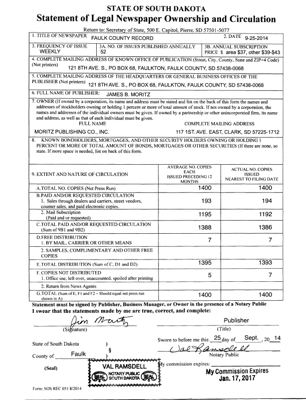 STATE OF SOUTH DAKOTA
Statement of Legal Newspaper Ownership and Circulation
Return to: Secretary of State, 500 E. Capitol, Pierre, SD 57501-5077
1. TITLE OF NEWSPAPER FAULK COUNTY RECORD
2. DATE 9-25-2014
3. FREQUENCY OF ISSUE WEEKLY
3A. NO. OF ISSUES PUBLISHED ANNUALLY 52
3B. ANNUAL SUBSCRIPTION PRICE $ area $37, other $39-$43
4. COMPLETE MAILING ADDRESS OF KNOWN OFFICE OF PUBLICATION (Street, City, County, State and ZIP+4 Code) (Not printers)
121 8TH AVE. S., PO BOX 68, FAULKTON, FAULK COUNTY, SD 57438-0068
5. COMPLETE MAILING ADDRESS OF THE HEADQUARTERS OR GENERAL BUSINESS OFFICES OF THE PUBLISHER (Not printer)
121 8TH AVE. S., PO BOX 68, FAULKTON, FAULK COUNTY, SD 57438-0068
6. FULL NAME OF PUBLISHER: JAMES B. MORITZ
7. OWNER (If owned by a corporation, its name and address must be stated and list on the back of this form the names and addresses of stockholders owning or holding 1 percent or more of total amount of stock. If not owned by a corporation, the names and addresses of the individual owners must be given. If owned by a partnership or other unincorporated firm, its name and address, as well as that of each individual must be given.
FULL NAME COMPLETE MAILING ADDRESS
MORITZ PUBLISHING CO., INC. 117 1ST. AVE. EAST, CLARK, SD 57225-1712
8. KNOWN BONDHOLDERS, MORTGAGES, AND OTHER SECURITY HOLDERS OWNING OR HOLDING 1 PERCENT OR MORE OF TOTAL AMOUNT OF BONDS, MORTGAGES OR OTHER SECURITIES. If there are none, so state. If more space is needed, list on back of this form.
9. EXTENT AND NATURE OF CIRCULATION
AVERAGE NO. COPIES EACH ISSUED PRECEDING 12 MONTHS
ACTUAL NO. COPIES ISSUED NEAREST TO FILING DATE
A. TOTAL NO. COPIES (Net Press Run) 1400 1400
B. PAID AND/OR REQUESTED CIRCULATION
1. Sales through dealers and carriers, street vendors, counter sales, and paid electronic copies. 193 194
2. Mail Subscription (Paid and or requested) 1195 1192
C. TOTAL PAID AND/OR REQUESTED CIRCULATION (Sum of 9B1 and 9B2) 1388 1386
D. FREE DISTRIBUTION
1. BY MAIL, CARRIER OR OTHER MEANS 7 7
2. SAMPLES, COMPLIMENTARY AND OTHER FREE COPIES
E. TOTAL DISTRIBUTION (Sum of C, D1 and D2) 1395 1393
F. COPIES NOT DISTRIBUTED
1. Office use, left over, unaccounted, spoiled after printing 5 7
2. Return from News Agents
G. TOTAL (Sum of E, F1 and F2 - Should equal net press run shown in A) 1400 1400
Statement must be signed by Publisher, Business Manager, or Owner in the presence of a Notary Public
I swear that the statements made by me are true, correct, and complete:
Jim Moritz Publisher
(Signature) (Title)
State of South Dakota )
Sworn to before me this 25 day of Sept. , 20 14
County of Faulk )
Val Ramsdell
Notary Public
(Seal)
VAL RAMSDELL
NOTARY PUBLIC
SOUTH DAKOTA
My commission expires:
My Commission Expires
Jan. 17, 2017
Form: SOS REC 051 8/2014